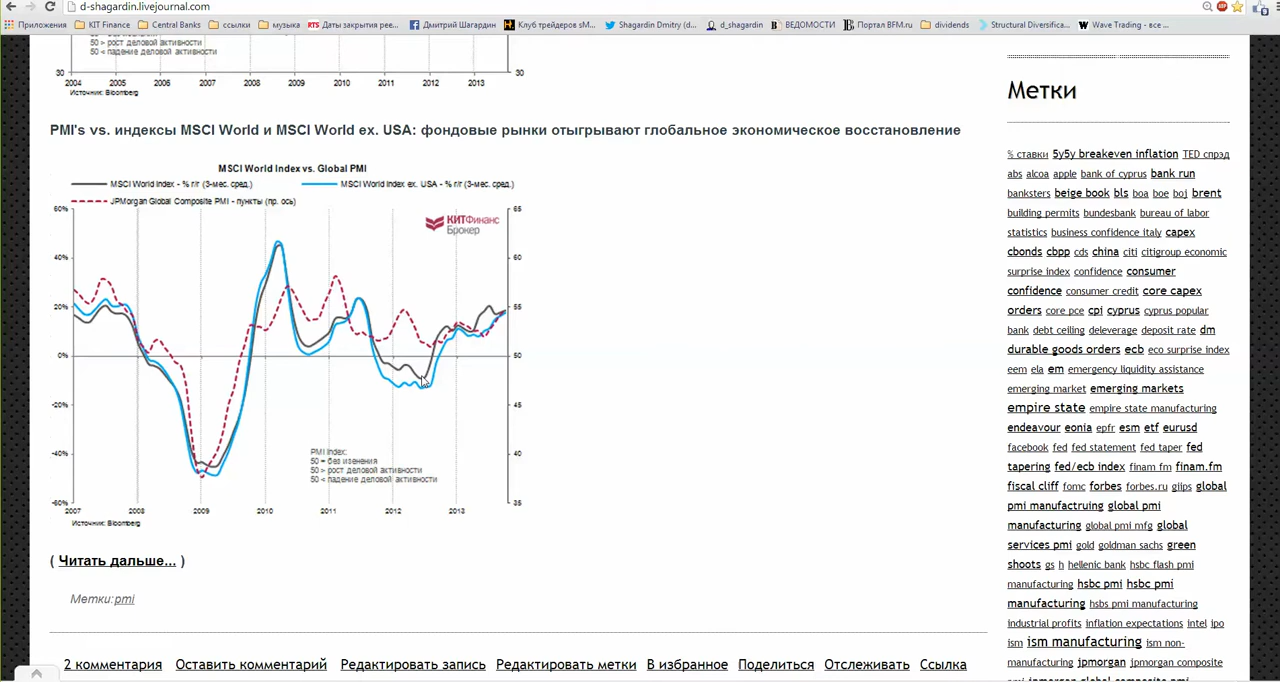 d-shagardin.livejournal.com
Приложения KIT Finance Central Banks ссылки музыка RTS Даты закрытия рее... Дмитрий Шагардин Клуб трейдеров sM... Shagardin Dmitry (d... d_shagardin ВЕДОМОСТИ Портал BFM.ru dividends Structural Diversifica... Wave Trading - все ...
50 > рост деловой активности
50 < падение деловой активности
30 30
2004 2005 2006 2007 2008 2009 2010 2011 2012 2013
Источник: Bloomberg
PMI's vs. индексы MSCI World и MSCI World ex. USA: фондовые рынки отыгрывают глобальное экономическое восстановление
MSCI World Index vs. Global PMI
MSCI World Index - % г/г (3-мес. сред.) MSCI World Index ex. USA - % г/г (3-мес. сред.)
JPMorgan Global Composite PMI - пункты (пр. ось)
60% 65
КИТФинанс
Брокер
40% 60
20% 55
0% 50
-20% 45
-40% 40
PMI Index:
50 = без изенения
50 > рост деловой активности
50 < падение деловой активности
-60% 35
2007 2008 2009 2010 2011 2012 2013
Источник: Bloomberg
( Читать дальше... )
Метки:pmi
2 комментария Оставить комментарий Редактировать запись Редактировать метки В избранное Поделиться Отслеживать Ссылка
Метки
% ставки 5y5y breakeven inflation TED спрэд
abs alcoa apple bank of cyprus bank run
banksters beige book bls boa boe boj brent
building permits bundesbank bureau of labor
statistics business confidence italy capex
cbonds cbpp cds china citi citigroup economic
surprise index confidence consumer
confidence consumer credit core capex
orders core pce cpi cyprus cyprus popular
bank debt ceiling deleverage deposit rate dm
durable goods orders ecb eco surprise index
eem ela em emergency liquidity assistance
emerging market emerging markets
empire state empire state manufacturing
endeavour eonia epfr esm etf eurusd
facebook fed fed statement fed taper fed
tapering fed/ecb index finam fm finam.fm
fiscal cliff fomc forbes forbes.ru giips global
pmi manufactruing global pmi
manufacturing global pmi mfg global
services pmi gold goldman sachs green
shoots gs h hellenic bank hsbc flash pmi
manufacturing hsbc pmi hsbc pmi
manufacturing hsbs pmi manufacturing
industrial profits inflation expectations intel ipo
ism ism manufacturing ism non-
manufacturing jpmorgan jpmorgan composite
pmi jpmorgan global composite pmi